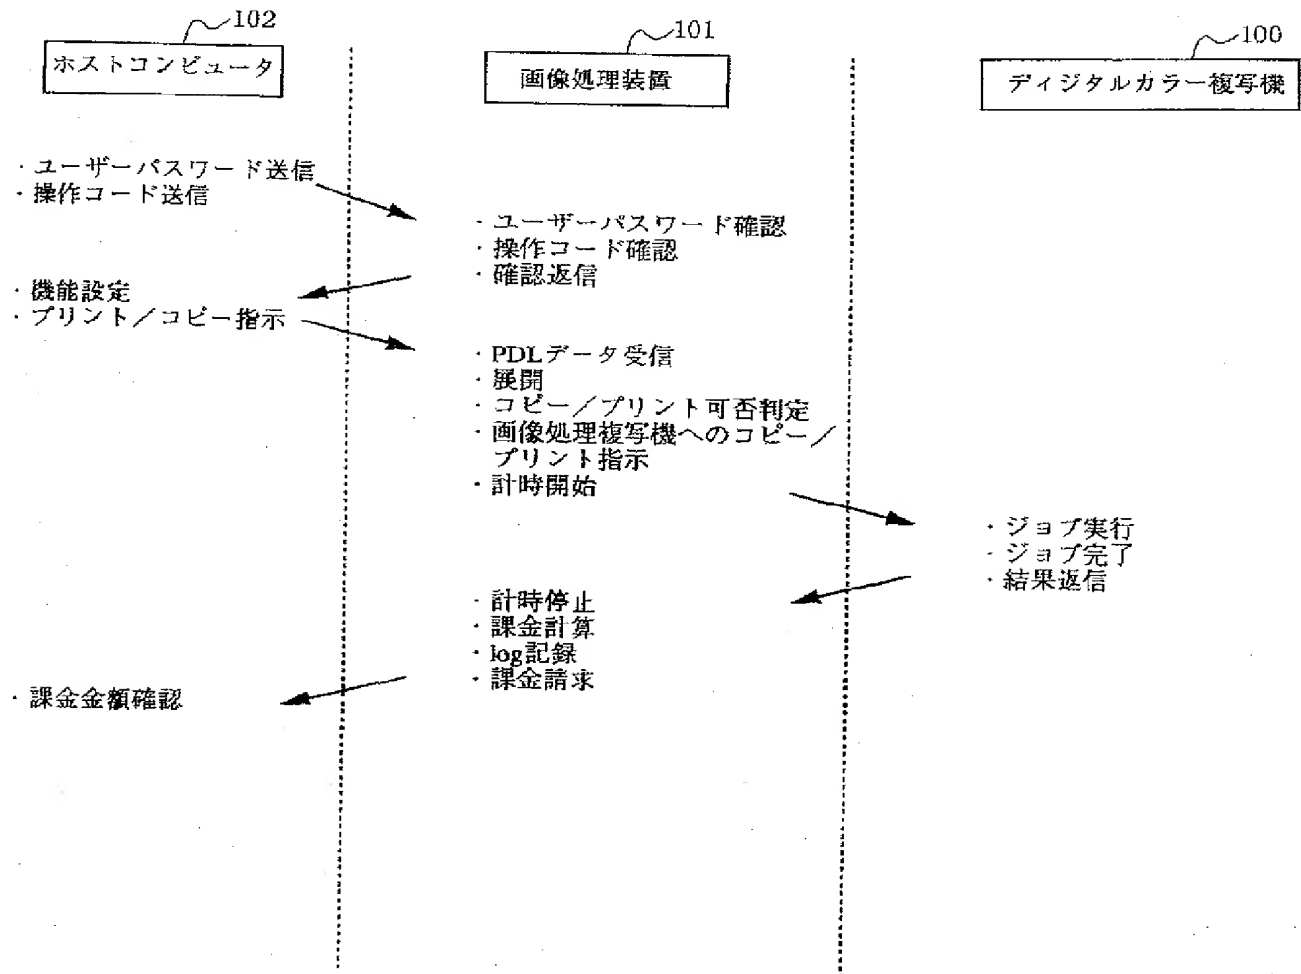 102
101
100
ホストコンピュータ
画像処理装置
ディジタルカラー複写機
・ユーザーパスワード送信
・操作コード送信
・ユーザーパスワード確認
・操作コード確認
・確認返信
・機能設定
・プリント／コピー指示
・PDLデータ受信
・展開
・コピー／プリント可否判定
・画像処理複写機へのコピー／
プリント指示
・計時開始
・ジョブ実行
・ジョブ完了
・結果返信
・計時停止
・課金計算
・log記録
・課金請求
・課金金額確認